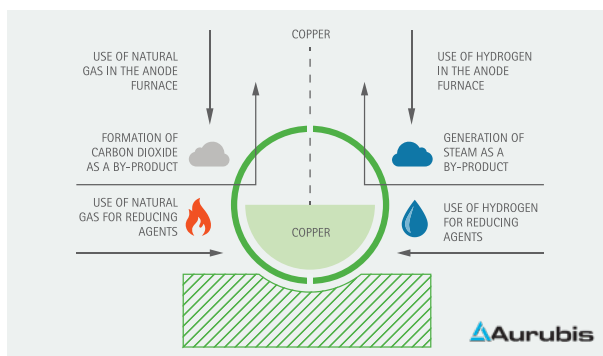 COPPER
USE OF NATURAL
GAS IN THE ANODE
FURNACE
USE OF HYDROGEN
IN THE ANODE
FURNACE
FORMATION OF
CARBON DIOXIDE
AS A BY-PRODUCT
GENERATION OF
STEAM AS A
BY-PRODUCT
USE OF NATURAL
GAS FOR REDUCING
AGENTS
COPPER
USE OF HYDROGEN
FOR REDUCING
AGENTS
Aurubis